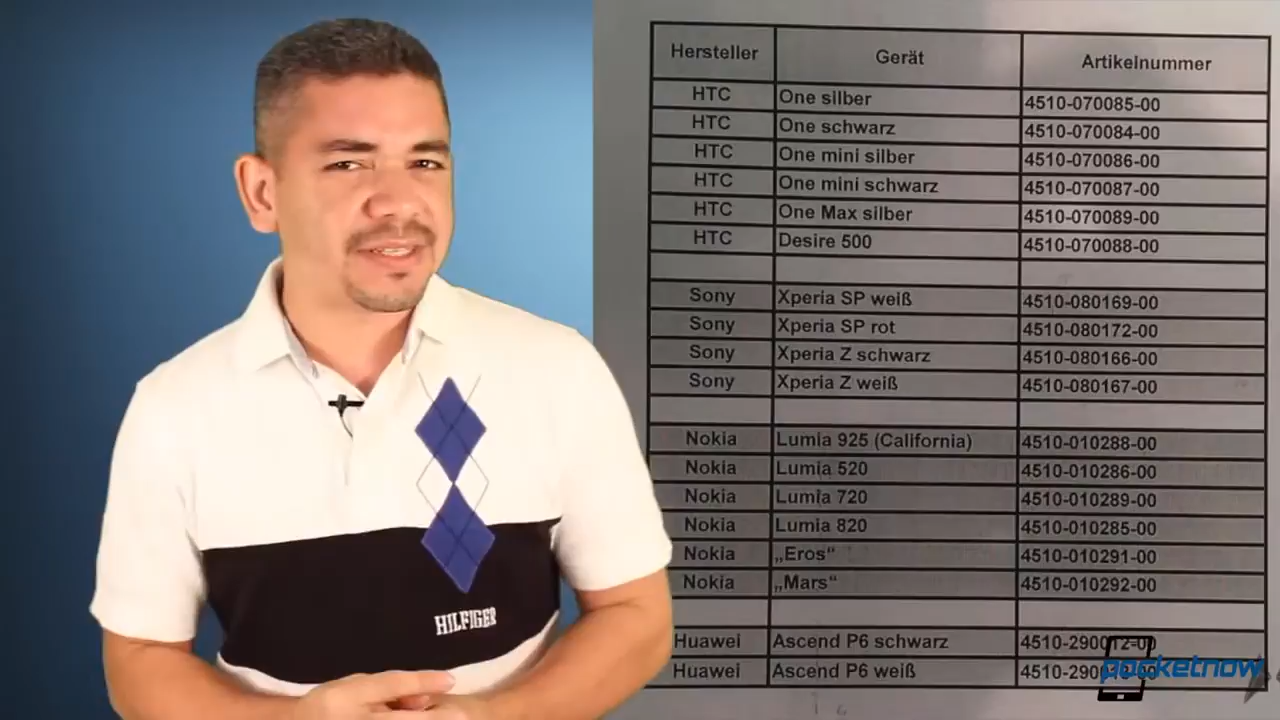 Hersteller Gerät Artikelnummer
HTC One silber 4510-070085-00
HTC One schwarz 4510-070084-00
HTC One mini silber 4510-070086-00
HTC One mini schwarz 4510-070087-00
HTC One Max silber 4510-070089-00
HTC Desire 500 4510-070088-00
Sony Xperia SP weiß 4510-080169-00
Sony Xperia SP rot 4510-080172-00
Sony Xperia Z schwarz 4510-080166-00
Sony Xperia Z weiß 4510-080167-00
Nokia Lumia 925 (California) 4510-010288-00
Nokia Lumia 520 4510-010286-00
Nokia Lumia 720 4510-010289-00
Nokia Lumia 820 4510-010285-00
Nokia „Eros“ 4510-010291-00
Nokia „Mars“ 4510-010292-00
Huawei Ascend P6 schwarz 4510-290012-00
Huawei Ascend P6 weiß
HILFIGER
pocketnow